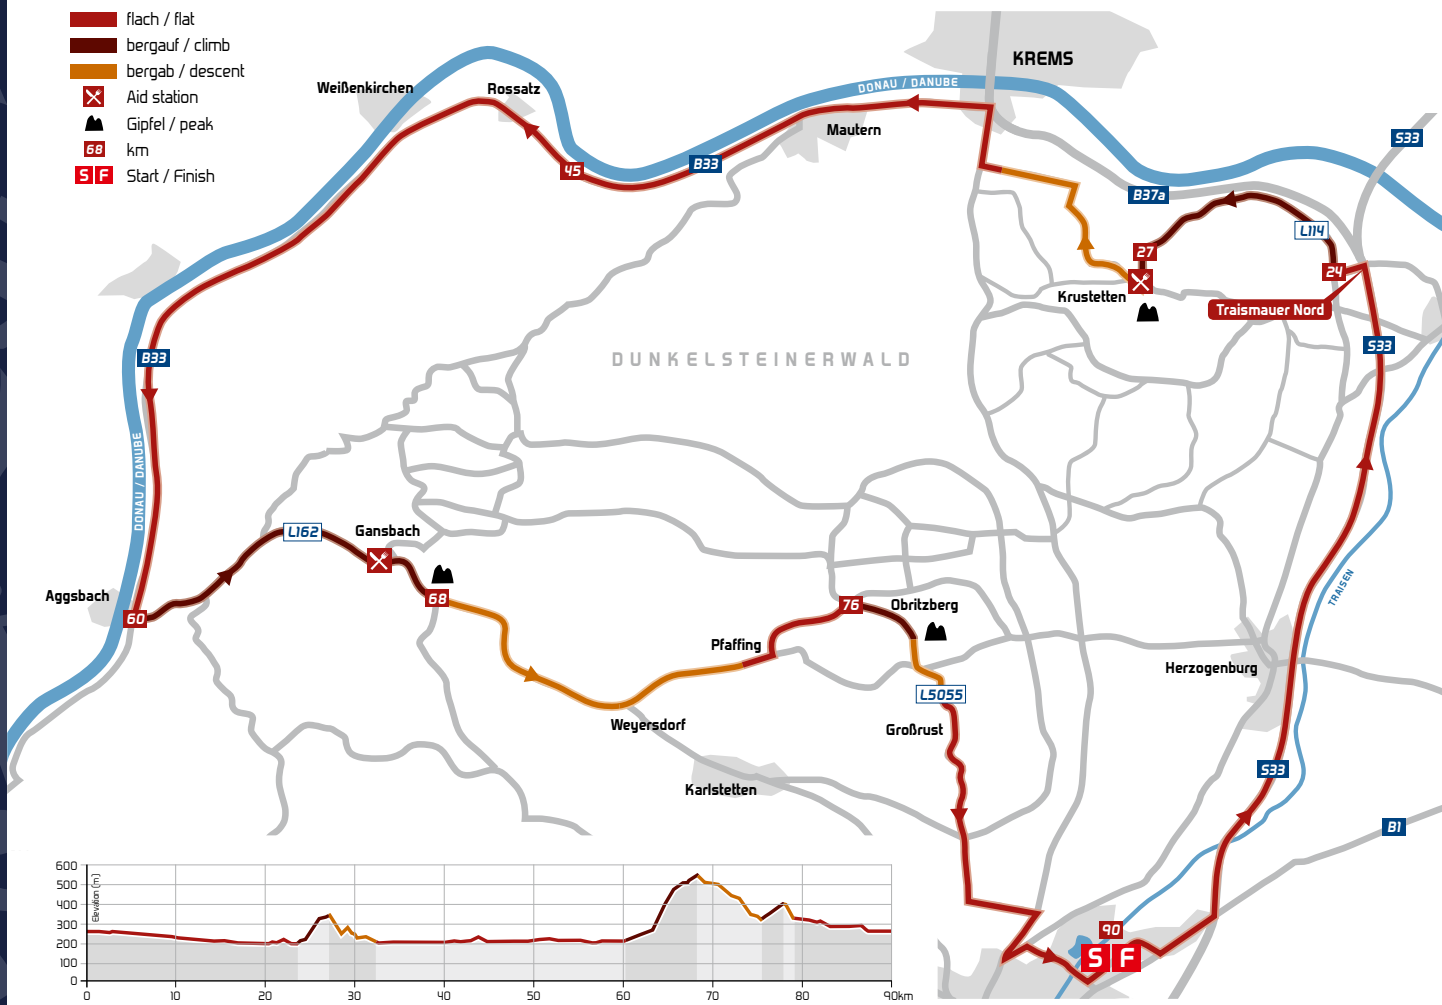 flach / flat
bergauf / climb
bergab / descent
Aid station
Gipfel / peak
68 km
S F Start / Finish
KREMS
DONAU / DANUBE
Weißenkirchen
Rossatz
Mautern
S33
45
B33
B37a
L114
27
24
Krustetten
Traismauer Nord
S33
B33
DUNKELSTEINERWALD
DONAU / DANUBE
L162
Gansbach
Aggsbach
60
68
76
Obritzberg
TRAISEN
Pfaffing
Herzogenburg
L5055
Weyersdorf
Großrust
Karlstetten
S33
B1
90
S F
Elevation (m)
600
500
400
300
200
100
0
0 10 20 30 40 50 60 70 80 90km